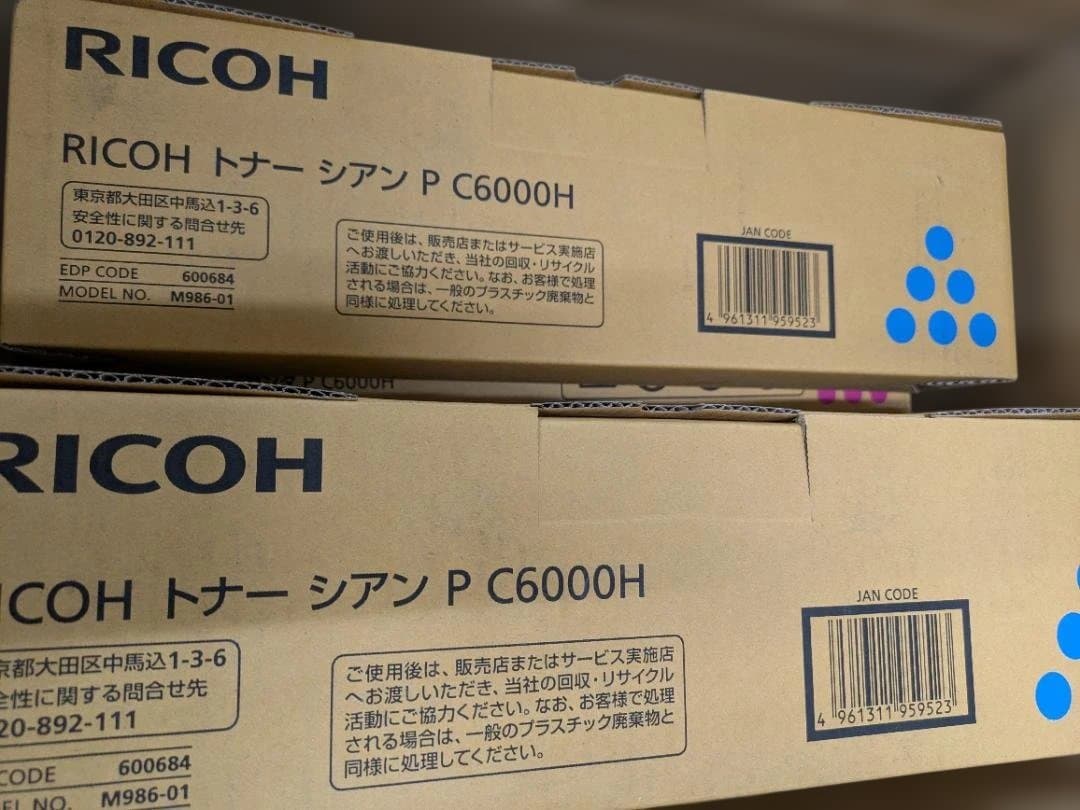 RICOH
RICOH トナー シアン P C6000H
東京都大田区中馬込1-3-6
安全性に関する問合せ先
0120-892-111
EDP CODE 600684
MODEL NO. M986-01
ご使用後は、販売店またはサービス実施店
へお渡しいただき、当社の回収・リサイクル
活動にご協力ください。なお、お客様で処理
される場合は、一般のプラスチック廃棄物と
同様に処理してください。
JAN CODE
4 961311 959523
P C6000H
RICOH
ICOH トナー シアン P C6000H
京都大田区中馬込1-3-6
全性に関する問合せ先
20-892-111
CODE 600684
EL NO. M986-01
ご使用後は、販売店またはサービス実施店
へお渡しいただき、当社の回収・リサイクル
活動にご協力ください。なお、お客様で処理
される場合は、一般のプラスチック廃棄物と
同様に処理してください。
JAN CODE
4 961311 959523